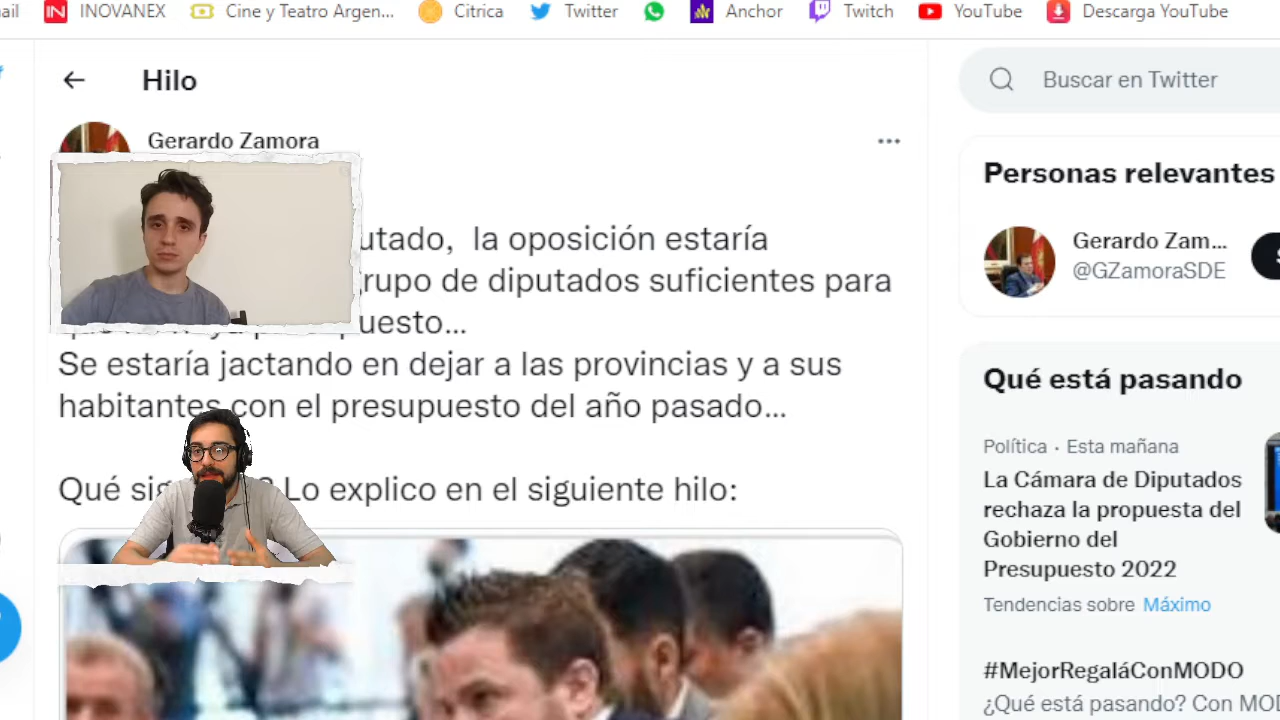 ail INOVANEX Cine y Teatro Argen... Citrica Twitter Anchor Twitch YouTube Descarga YouTube
Hilo
Gerardo Zamora
utado, la oposición estaría
rupo de diputados suficientes para
uesto...
Se estaría jactando en dejar a las provincias y a sus
habitantes con el presupuesto del año pasado...
Qué sig ? Lo explico en el siguiente hilo:
Buscar en Twitter
Personas relevantes
Gerardo Zam...
@GZamoraSDE
Qué está pasando
Política · Esta mañana
La Cámara de Diputados
rechaza la propuesta del
Gobierno del
Presupuesto 2022
Tendencias sobre Máximo
#MejorRegaláConMODO
¿Qué está pasando? Con MO